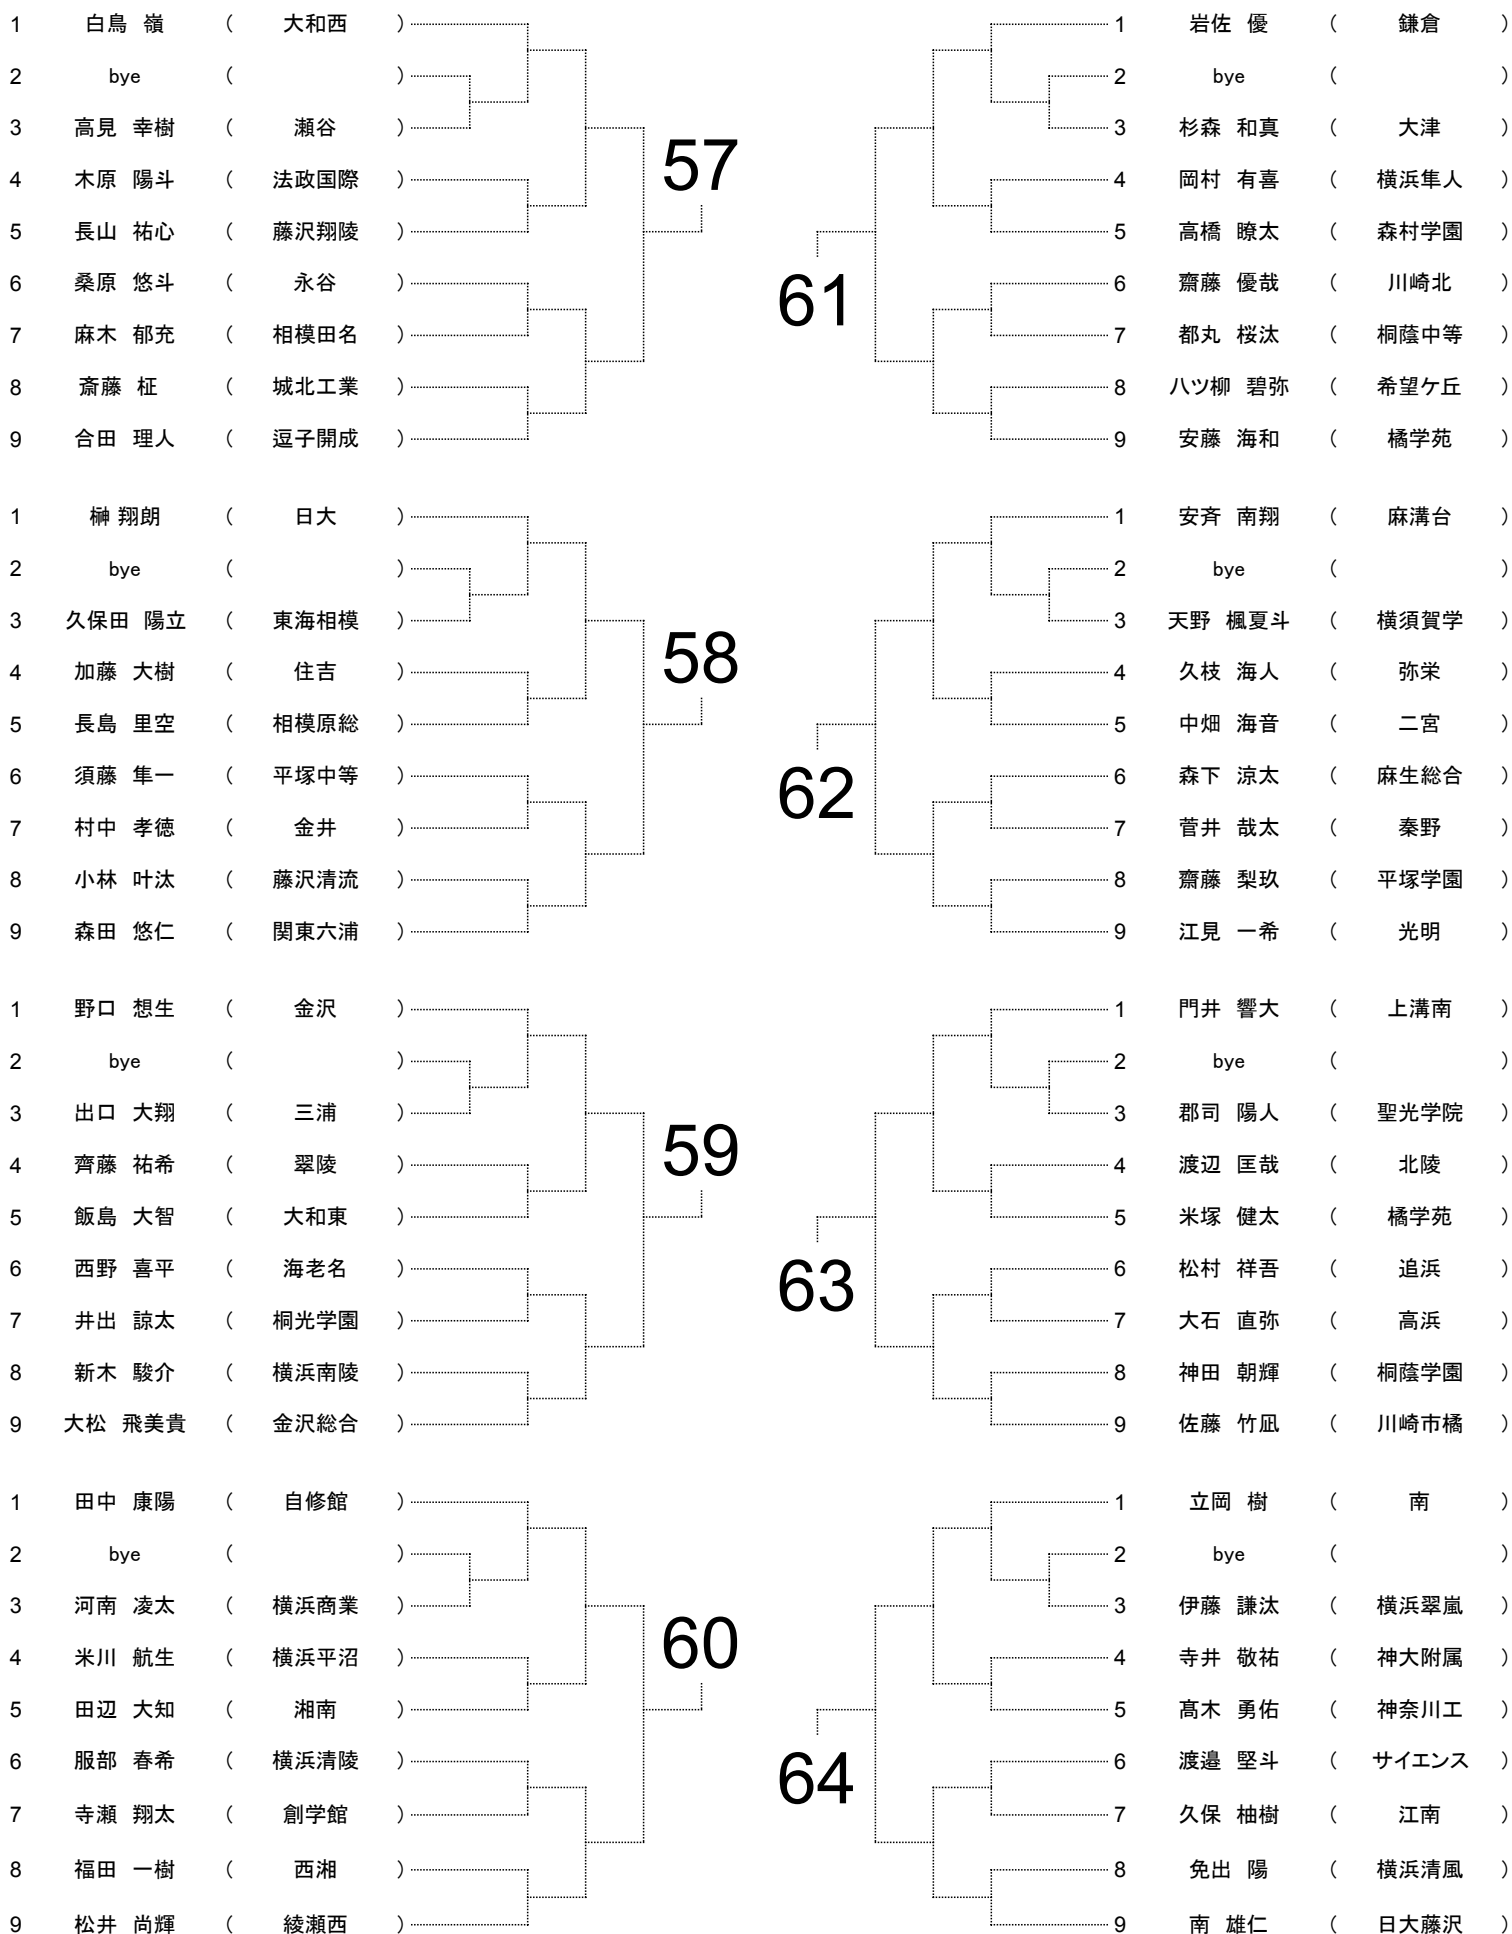 1 白鳥 嶺 ( 大和西 )
2 bye ( )
3 高見 幸樹 ( 瀬谷 )
4 木原 陽斗 ( 法政国際 )
5 長山 祐心 ( 藤沢翔陵 )
6 桑原 悠斗 ( 永谷 )
7 麻木 郁充 ( 相模田名 )
8 斎藤 柾 ( 城北工業 )
9 合田 理人 ( 逗子開成 )
57
1 榊 翔朗 ( 日大 )
2 bye ( )
3 久保田 陽立 ( 東海相模 )
4 加藤 大樹 ( 住吉 )
5 長島 里空 ( 相模原総 )
6 須藤 隼一 ( 平塚中等 )
7 村中 孝徳 ( 金井 )
8 小林 叶汰 ( 藤沢清流 )
9 森田 悠仁 ( 関東六浦 )
58
1 野口 想生 ( 金沢 )
2 bye ( )
3 出口 大翔 ( 三浦 )
4 齊藤 祐希 ( 翠陵 )
5 飯島 大智 ( 大和東 )
6 西野 喜平 ( 海老名 )
7 井出 諒太 ( 桐光学園 )
8 新木 駿介 ( 横浜南陵 )
9 大松 飛美貴 ( 金沢総合 )
59
1 田中 康陽 ( 自修館 )
2 bye ( )
3 河南 凌太 ( 横浜商業 )
4 米川 航生 ( 横浜平沼 )
5 田辺 大知 ( 湘南 )
6 服部 春希 ( 横浜清陵 )
7 寺瀬 翔太 ( 創学館 )
8 福田 一樹 ( 西湘 )
9 松井 尚輝 ( 綾瀬西 )
60
1 岩佐 優 ( 鎌倉 )
2 bye ( )
3 杉森 和真 ( 大津 )
4 岡村 有喜 ( 横浜隼人 )
5 高橋 瞭太 ( 森村学園 )
6 齋藤 優哉 ( 川崎北 )
7 都丸 桜汰 ( 桐蔭中等 )
8 八ツ柳 碧弥 ( 希望ケ丘 )
9 安藤 海和 ( 橘学苑 )
61
1 安斉 南翔 ( 麻溝台 )
2 bye ( )
3 天野 楓夏斗 ( 横須賀学 )
4 久枝 海人 ( 弥栄 )
5 中畑 海音 ( 二宮 )
6 森下 涼太 ( 麻生総合 )
7 菅井 哉太 ( 秦野 )
8 齋藤 梨玖 ( 平塚学園 )
9 江見 一希 ( 光明 )
62
1 門井 響大 ( 上溝南 )
2 bye ( )
3 郡司 陽人 ( 聖光学院 )
4 渡辺 匡哉 ( 北陵 )
5 米塚 健太 ( 橘学苑 )
6 松村 祥吾 ( 追浜 )
7 大石 直弥 ( 高浜 )
8 神田 朝輝 ( 桐蔭学園 )
9 佐藤 竹凪 ( 川崎市橘 )
63
1 立岡 樹 ( 南 )
2 bye ( )
3 伊藤 謙汰 ( 横浜翠嵐 )
4 寺井 敬祐 ( 神大附属 )
5 髙木 勇佑 ( 神奈川工 )
6 渡邉 堅斗 ( サイエンス )
7 久保 柚樹 ( 江南 )
8 免出 陽 ( 横浜清風 )
9 南 雄仁 ( 日大藤沢 )
64